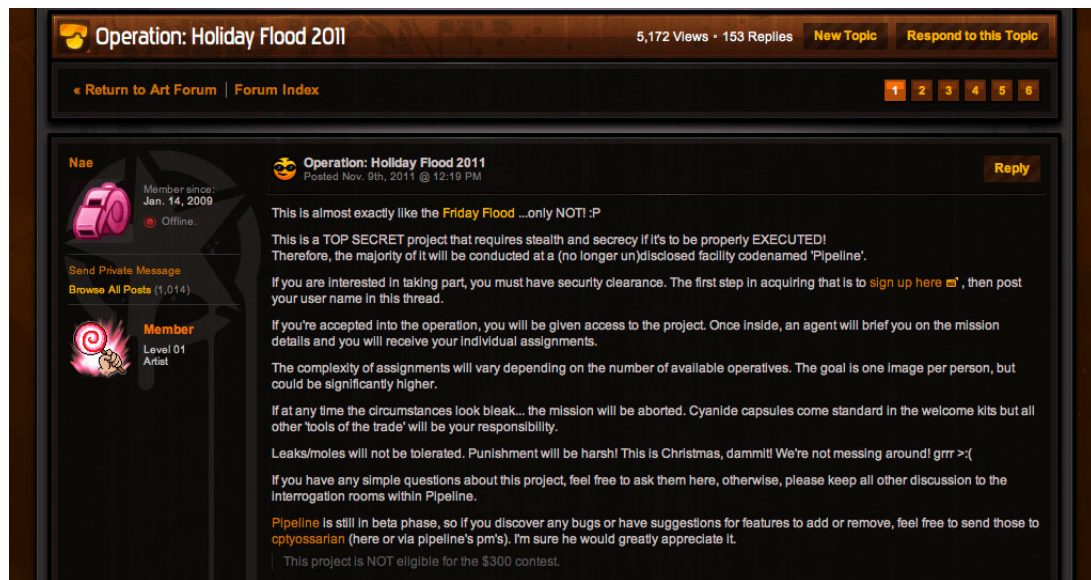 Operation: Holiday Flood 2011
5,172 Views • 153 Replies
New Topic
Respond to this Topic
« Return to Art Forum | Forum Index
1 2 3 4 5 6
Nae
Member since:
Jan. 14, 2009
Offline.
Send Private Message
Browse All Posts (1,014)
Member
Level 01
Artist
Operation: Holiday Flood 2011
Posted Nov. 9th, 2011 @ 12:19 PM
Reply
This is almost exactly like the Friday Flood ...only NOT! :P
This is a TOP SECRET project that requires stealth and secrecy if it's to be properly EXECUTED!
Therefore, the majority of it will be conducted at a (no longer un)disclosed facility codenamed 'Pipeline'.
If you are interested in taking part, you must have security clearance. The first step in acquiring that is to sign up here , then post
your user name in this thread.
If you're accepted into the operation, you will be given access to the project. Once inside, an agent will brief you on the mission
details and you will receive your individual assignments.
The complexity of assignments will vary depending on the number of available operatives. The goal is one image per person, but
could be significantly higher.
If at any time the circumstances look bleak... the mission will be aborted. Cyanide capsules come standard in the welcome kits but all
other 'tools of the trade' will be your responsibility.
Leaks/moles will not be tolerated. Punishment will be harsh! This is Christmas, dammit! We're not messing around! grrr >:(
If you have any simple questions about this project, feel free to ask them here, otherwise, please keep all other discussion to the
interrogation rooms within Pipeline.
Pipeline is still in beta phase, so if you discover any bugs or have suggestions for features to add or remove, feel free to send those to
cptyossarian (here or via pipeline's pm's). I'm sure he would greatly appreciate it.
This project is NOT eligible for the $300 contest.